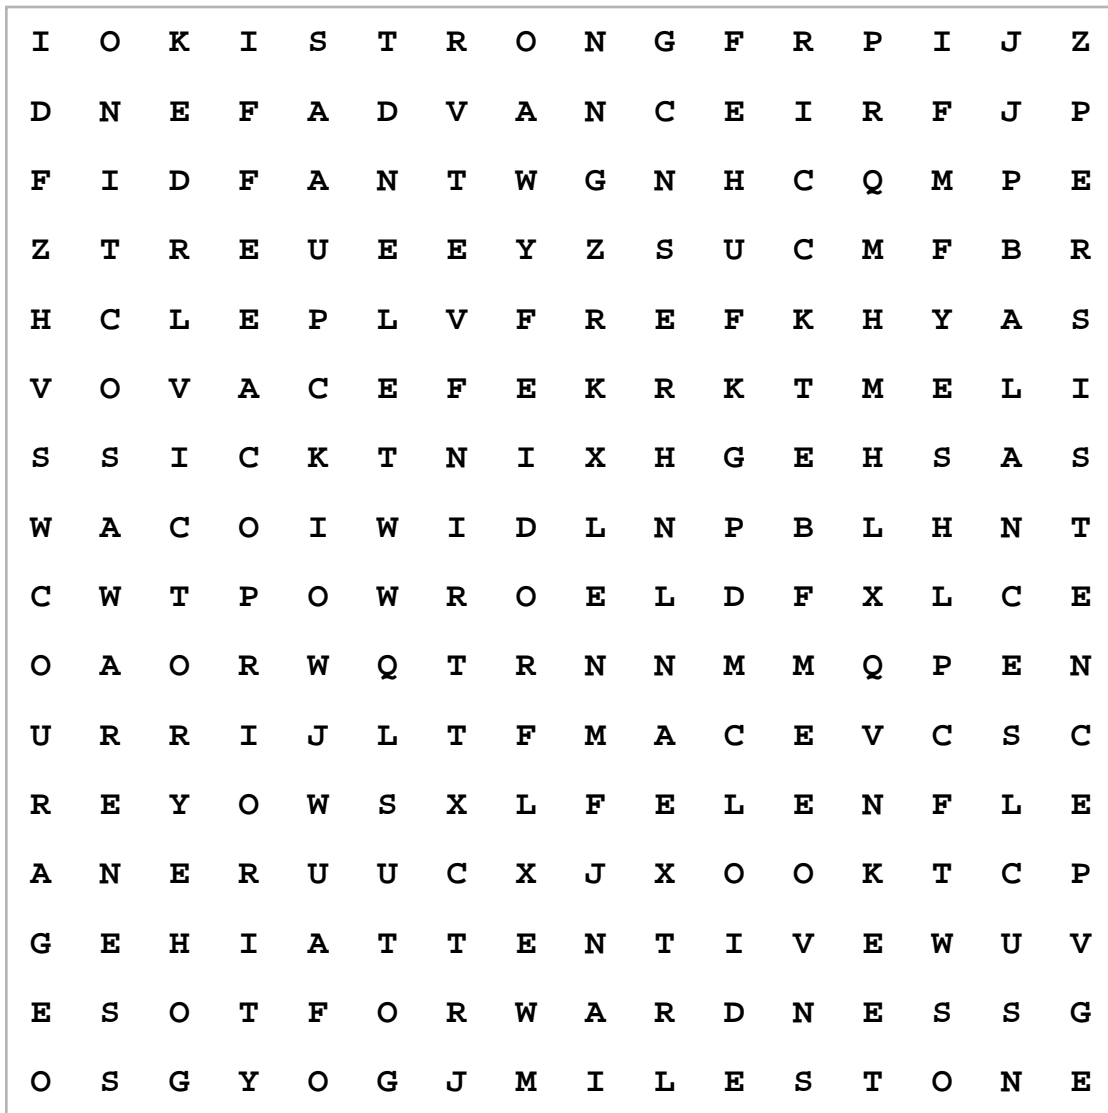 I O K I S T R O N G F R P I J Z
D N E F A D V A N C E I R F J P
F I D F A N T W G N H C Q M P E
Z T R E U E E Y Z S U C M F B R
H C L E P L V F R E F K H Y A S
V O V A C E F E K R K T M E L I
S S I C K T N I X H G E H S A S
W A C O I W I D L N P B L H N T
C W T P O W R O E L D F X L C E
O A O R W Q T R N N M M Q P E N
U R R I J L T F M A C E V C S C
R E Y O W S X L F E L E N F L E
A N E R U U C X J X O O K T C P
G E H I A T T E N T I V E W U V
E S O T F O R W A R D N E S S G
O S G Y O G J M I L E S T O N E